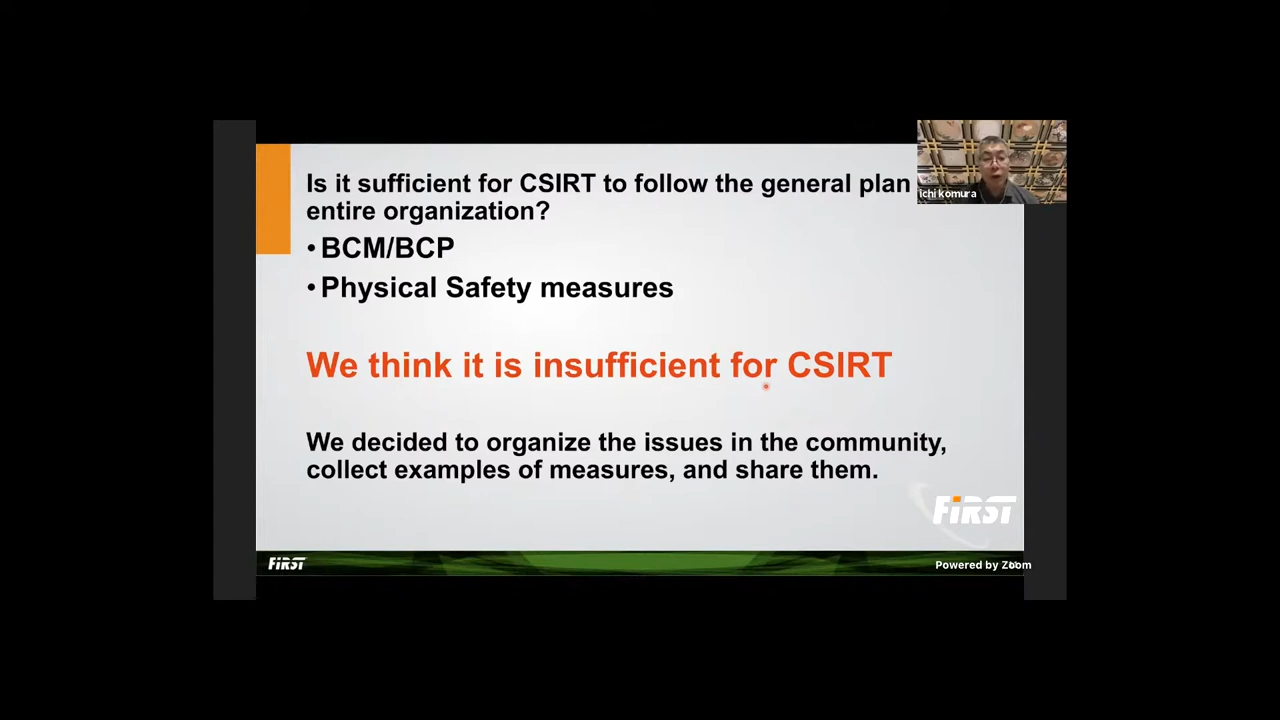 Is it sufficient for CSIRT to follow the general plan
entire organization?
• BCM/BCP
• Physical Safety measures
We think it is insufficient for CSIRT
We decided to organize the issues in the community,
collect examples of measures, and share them.
ichi komura
FiRST
FiRST
Powered by Zoom